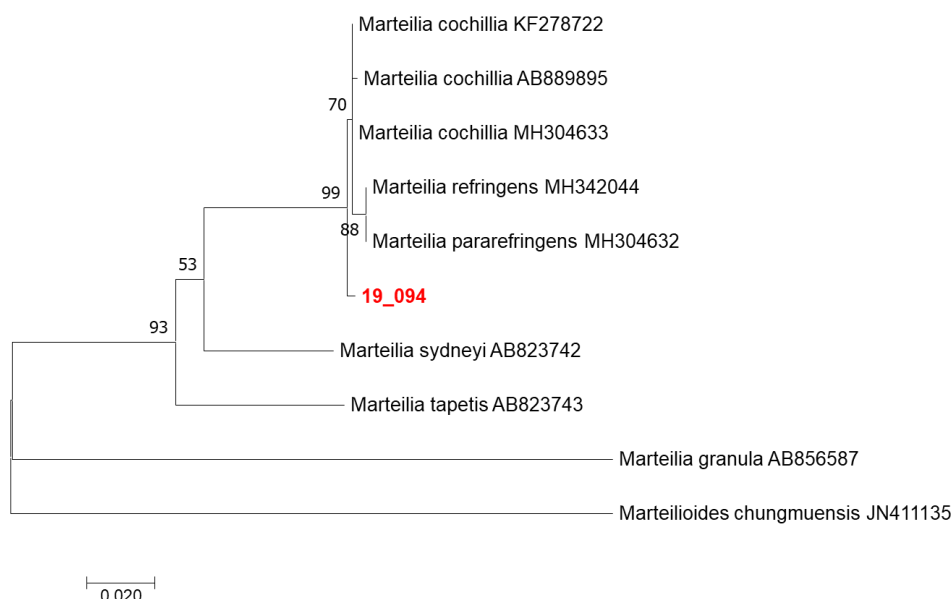 Marteilia cochillia KF278722
Marteilia cochillia AB889895
70
Marteilia cochillia MH304633
Marteilia refringens MH342044
99
88
Marteilia pararefringens MH304632
53
19_094
93
Marteilia sydneyi AB823742
Marteilia tapetis AB823743
Marteilia granula AB856587
Marteilioides chungmuensis JN411135
0.020